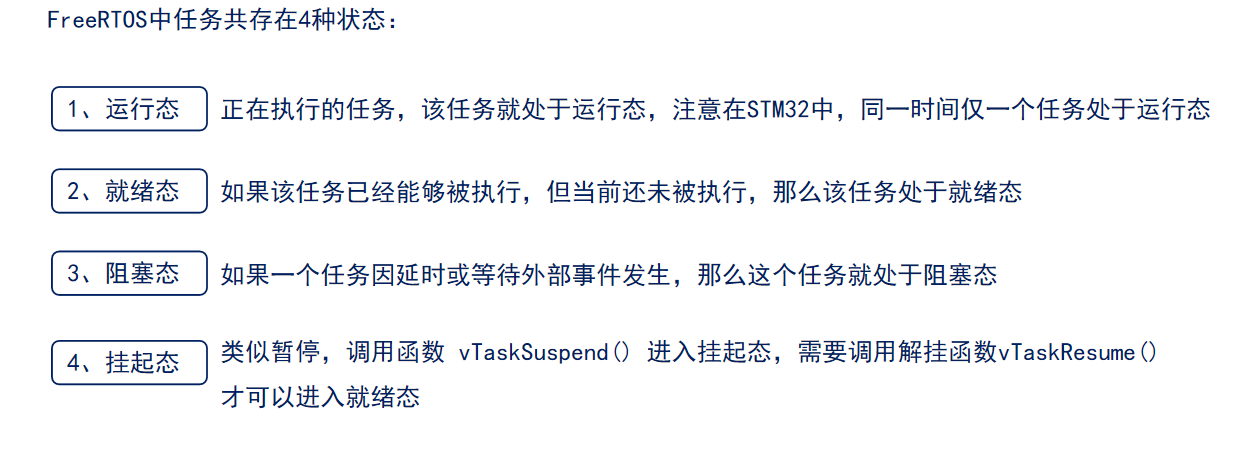 FreeRTOS中任务共存在4种状态：
1、运行态 正在执行的任务，该任务就处于运行态，注意在STM32中，同一时间仅一个任务处于运行态
2、就绪态 如果该任务已经能够被执行，但当前还未被执行，那么该任务处于就绪态
3、阻塞态 如果一个任务因延时或等待外部事件发生，那么这个任务就处于阻塞态
4、挂起态 类似暂停，调用函数 vTaskSuspend() 进入挂起态，需要调用解挂函数vTaskResume()
才可以进入就绪态